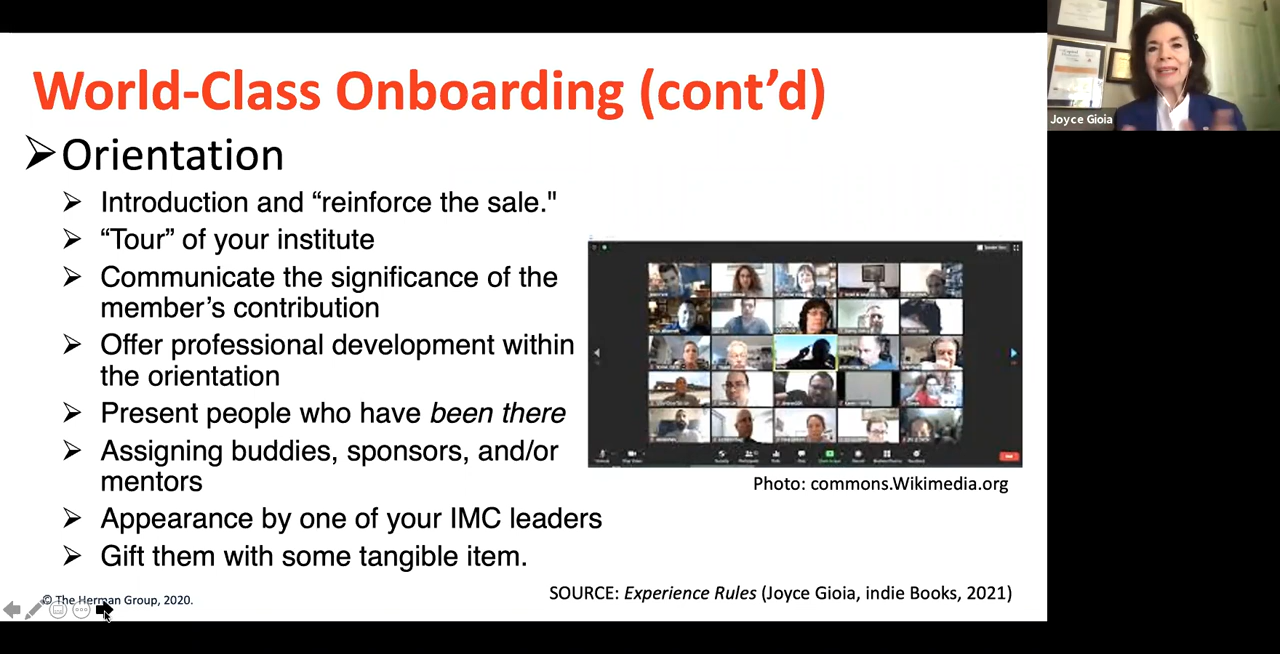 World-Class Onboarding (cont’d)
Joyce Gioia
Orientation
Introduction and “reinforce the sale."
“Tour” of your institute
Communicate the significance of the
member’s contribution
Offer professional development within
the orientation
Present people who have been there
Assigning buddies, sponsors, and/or
mentors
Appearance by one of your IMC leaders
Gift them with some tangible item.
Photo: commons.Wikimedia.org
SOURCE: Experience Rules (Joyce Gioia, indie Books, 2021)
© The Herman Group, 2020.